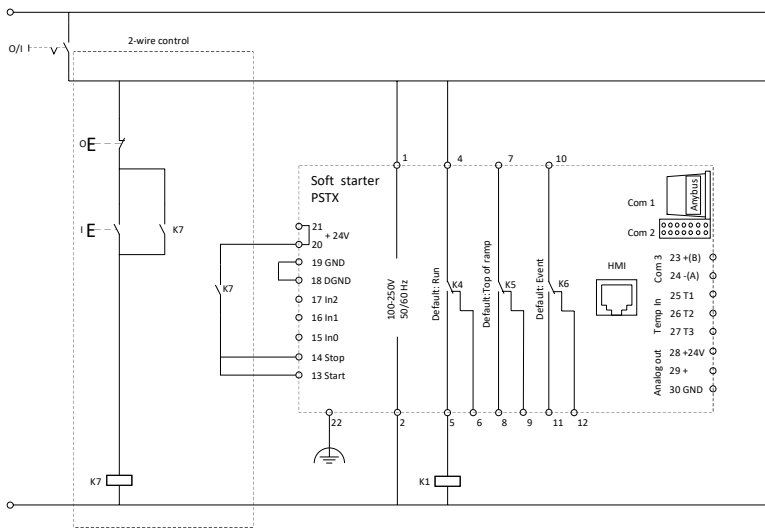 2-wire control
O/I
O
I
K7
K7
K7
Soft starter
PSTX
1
4
7
10
21
+ 24V
20
19 GND
18 DGND
17 In2
16 In1
15 In0
14 Stop
13 Start
22
100-250V
50/60 Hz
Default: Run
K4
Default:Top of ramp
K5
Default: Event
K6
2
5
6
8
9
11
12
K1
HMI
Anybus
Com 1
Com 2
Com 3
23 +(B)
24 -(A)
Temp In
25 T1
26 T2
27 T3
Analog out
28 +24V
29 +
30 GND